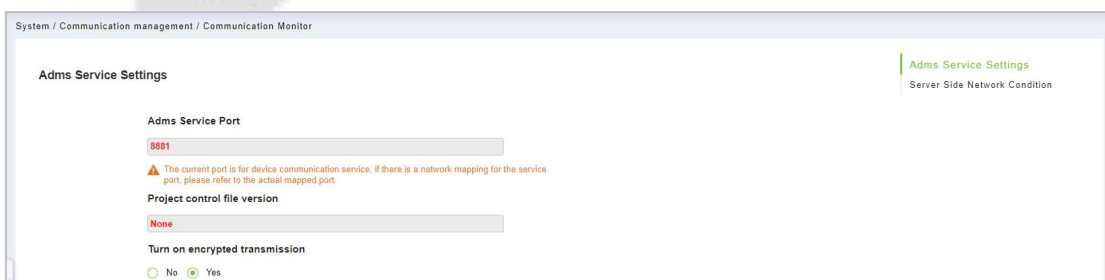 System / Communication management / Communication Monitor
Adms Service Settings
Adms Service Settings
Server Side Network Condition
Adms Service Port
8881
The current port is for device communication service, if there is a network mapping for the service
port, please refer to the actual mapped port.
Project control file version
None
Turn on encrypted transmission
No Yes